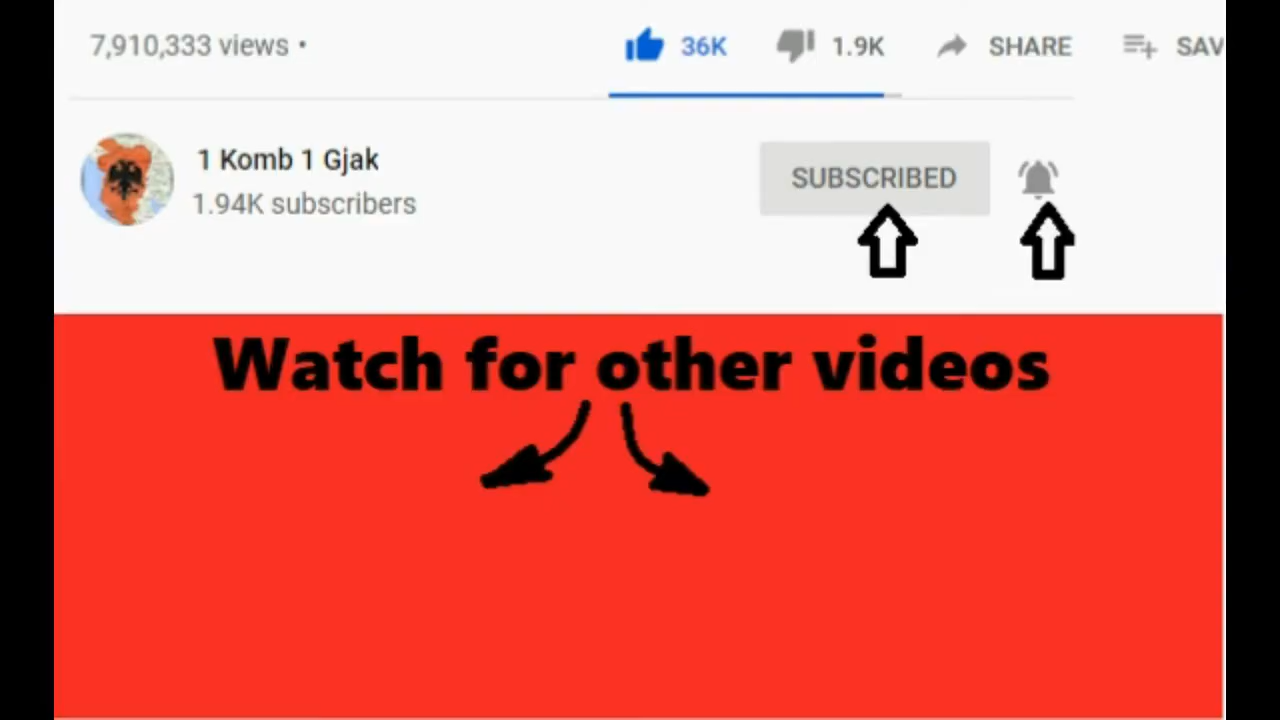 7,910,333 views •
36K
1.9K
SHARE
SAV
1 Komb 1 Gjak
1.94K subscribers
SUBSCRIBED
Watch for other videos